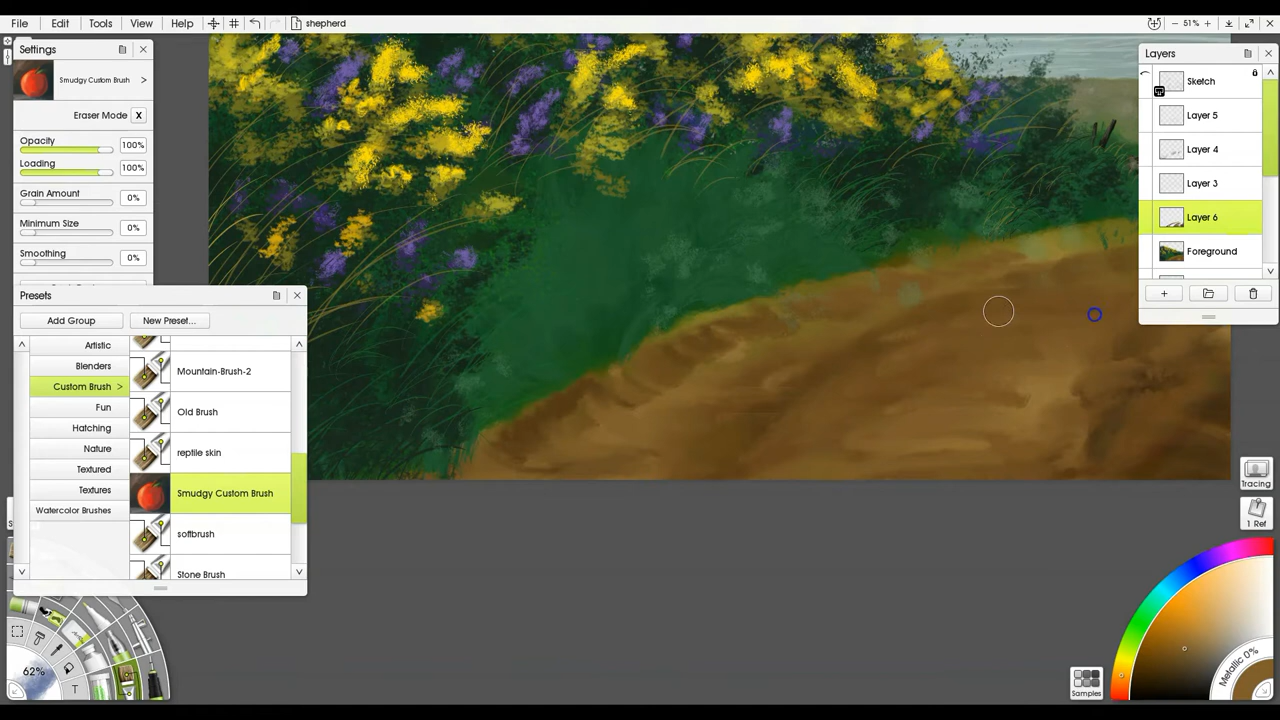 File Edit Tools View Help shepherd 51%
Settings
Smudgy Custom Brush >
Eraser Mode X
Opacity 100%
Loading 100%
Grain Amount 0%
Minimum Size 0%
Smoothing 0%
Presets
Add Group New Preset...
Artistic
Blenders
Custom Brush >
Fun
Hatching
Nature
Textured
Textures
Watercolor Brushes
Mountain-Brush-2
Old Brush
reptile skin
Smudgy Custom Brush
softbrush
Stone Brush
62%
T
Layers
Sketch
Layer 5
Layer 4
Layer 3
Layer 6
Foreground
Tracing
1 Ref
Metallic 0%
Samples